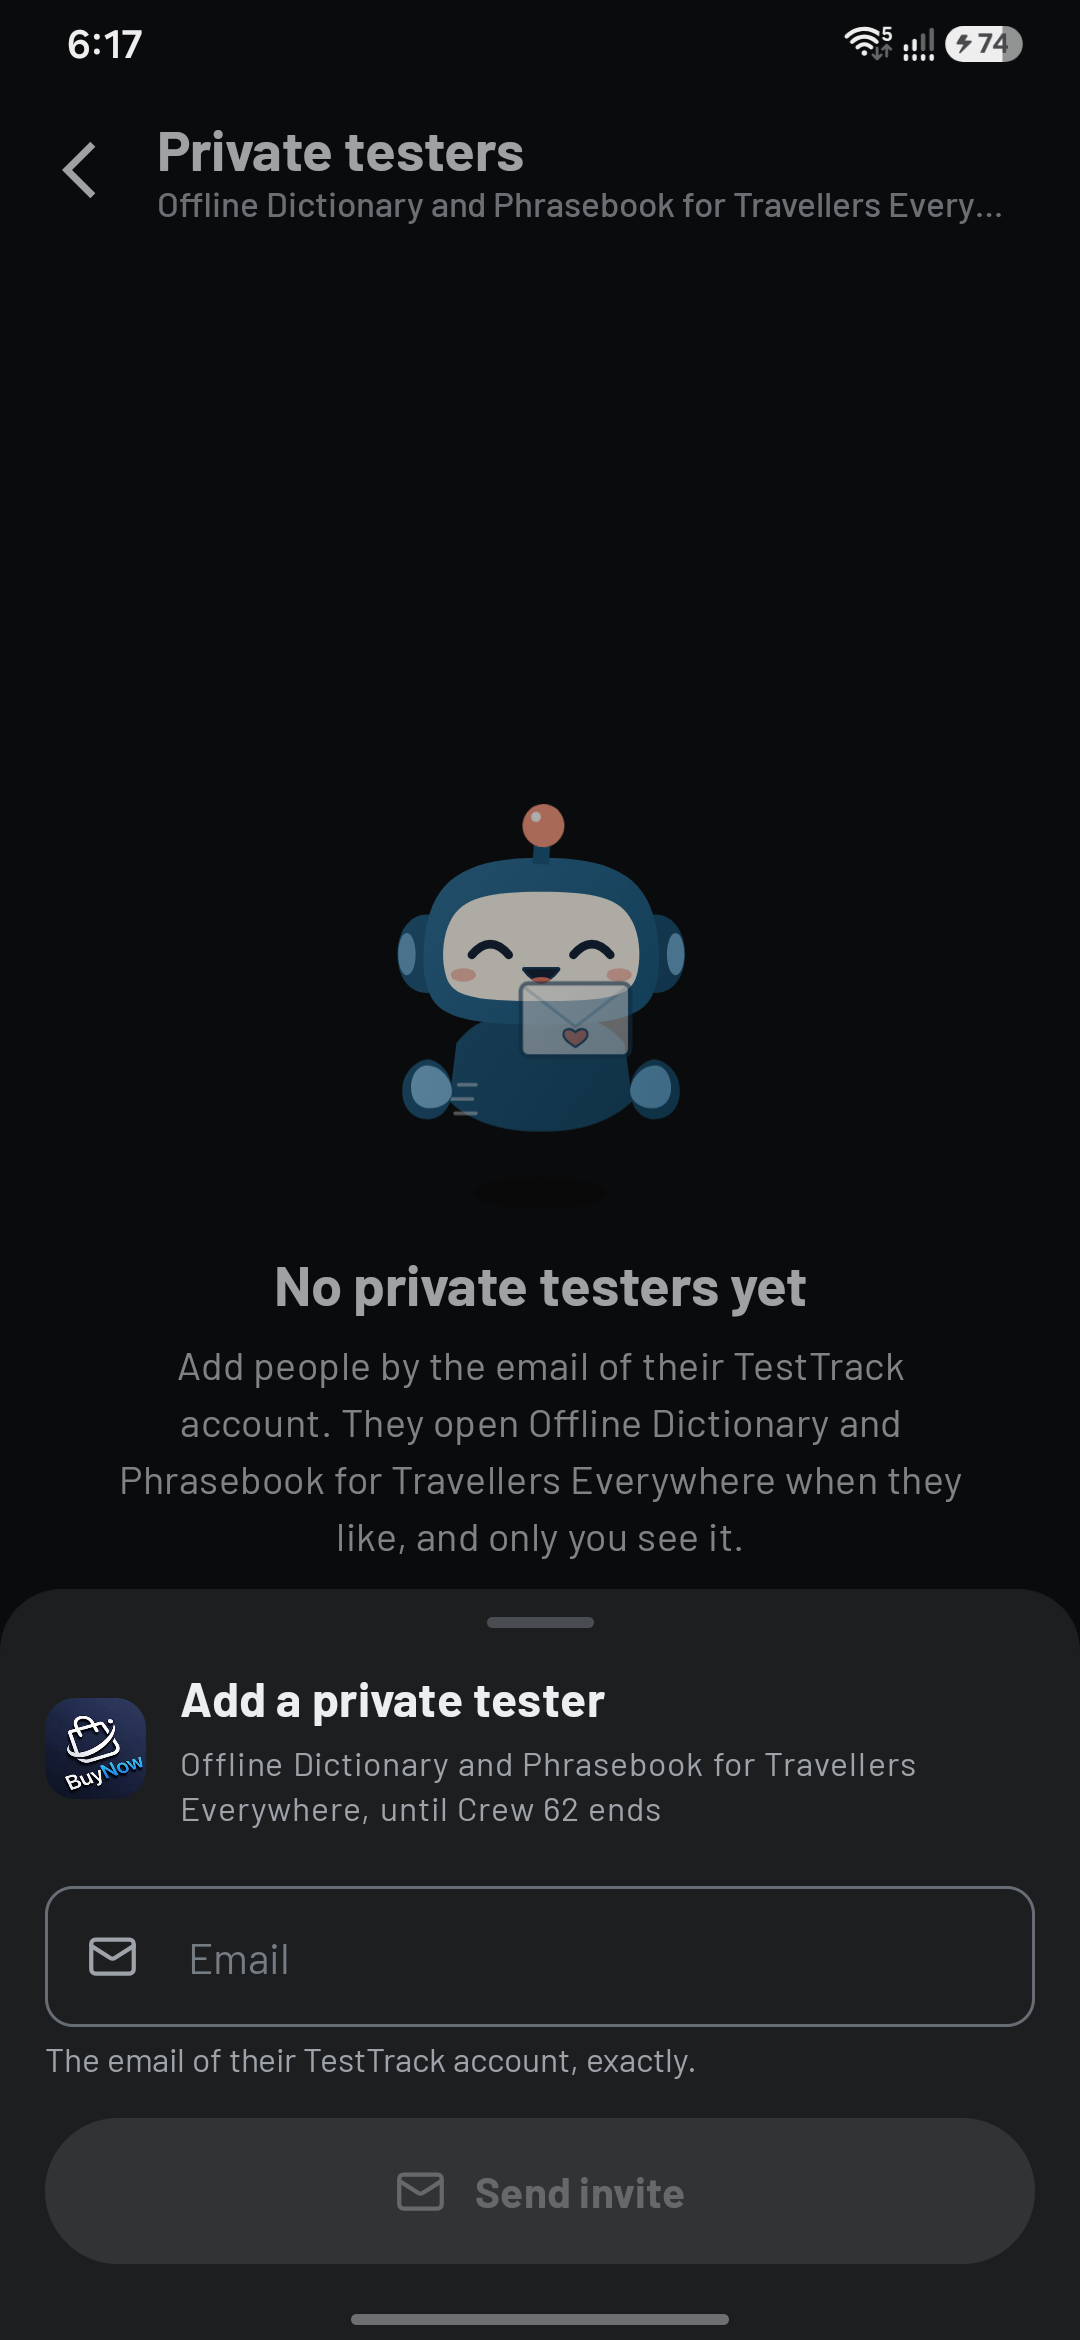 6:17
5
74
Private testers
Offline Dictionary and Phrasebook for Travellers Every...
No private testers yet
Add people by the email of their TestTrack
account. They open Offline Dictionary and
Phrasebook for Travellers Everywhere when they
like, and only you see it.
Add a private tester
BuyNow
Offline Dictionary and Phrasebook for Travellers
Everywhere, until Crew 62 ends
Email
The email of their TestTrack account, exactly.
Send invite